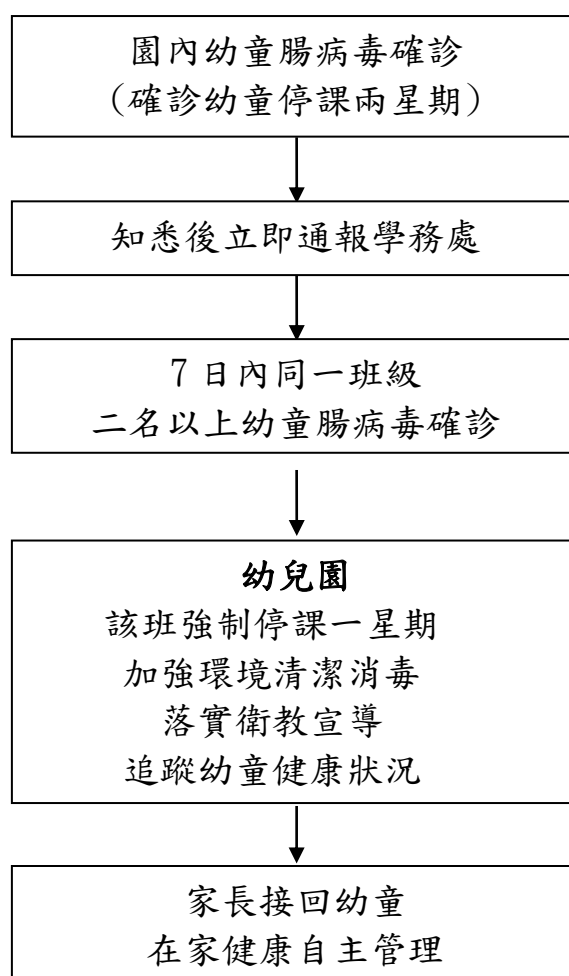 園內幼童腸病毒確診
（確診幼童停課兩星期）
知悉後立即通報學務處
7 日內同一班級
二名以上幼童腸病毒確診
幼兒園
該班強制停課一星期
加強環境清潔消毒
落實衛教宣導
追蹤幼童健康狀況
家長接回幼童
在家健康自主管理